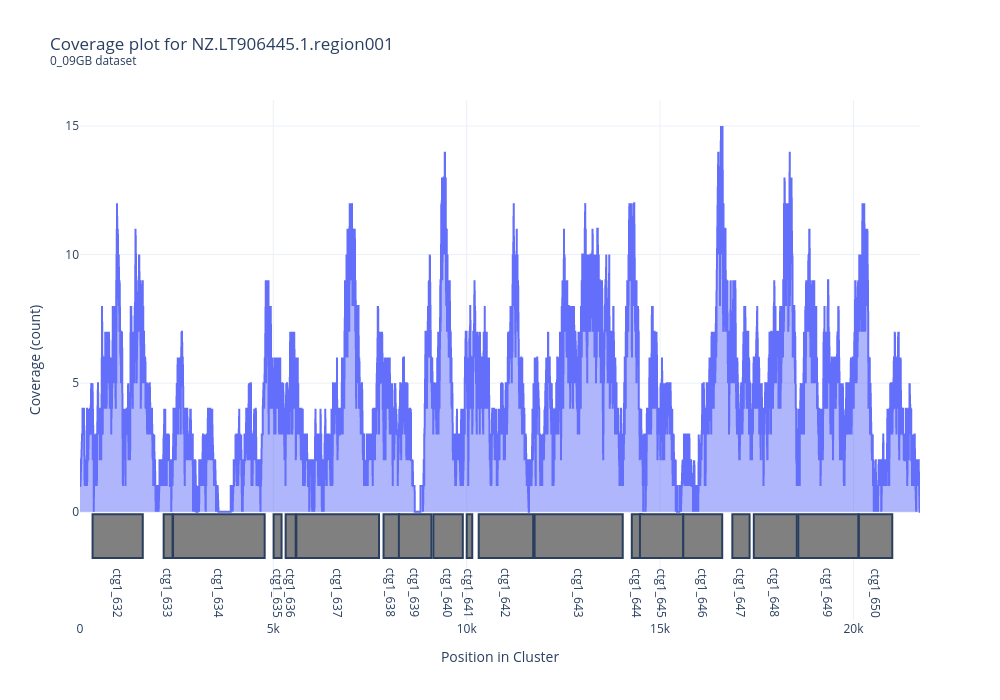 Coverage plot for NZ.LT906445.1.region001
0_09GB dataset
15
10
5
0
Coverage (count)
ctg1_632
ctg1_633
ctg1_634
ctg1_635
ctg1_636
ctg1_637
ctg1_638
ctg1_639
ctg1_640
ctg1_641
ctg1_642
ctg1_643
ctg1_644
ctg1_645
ctg1_646
ctg1_647
ctg1_648
ctg1_649
ctg1_650
0 5k 10k 15k 20k
Position in Cluster